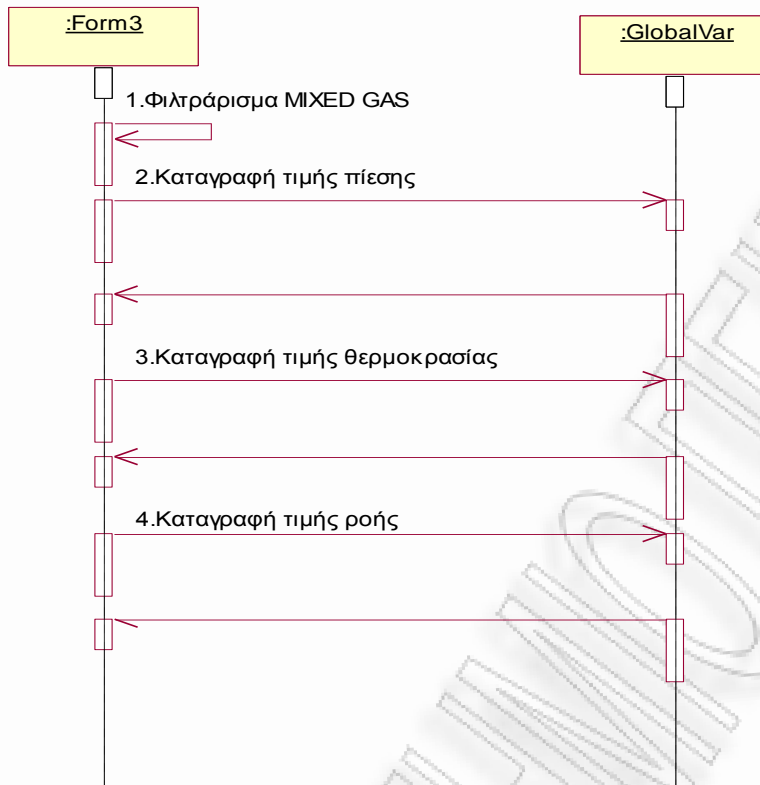 :Form3
:GlobalVar
1.Φιλτράρισμα MIXED GAS
2.Καταγραφή τιμής πίεσης
3.Καταγραφή τιμής θερμοκρασίας
4.Καταγραφή τιμής ροής